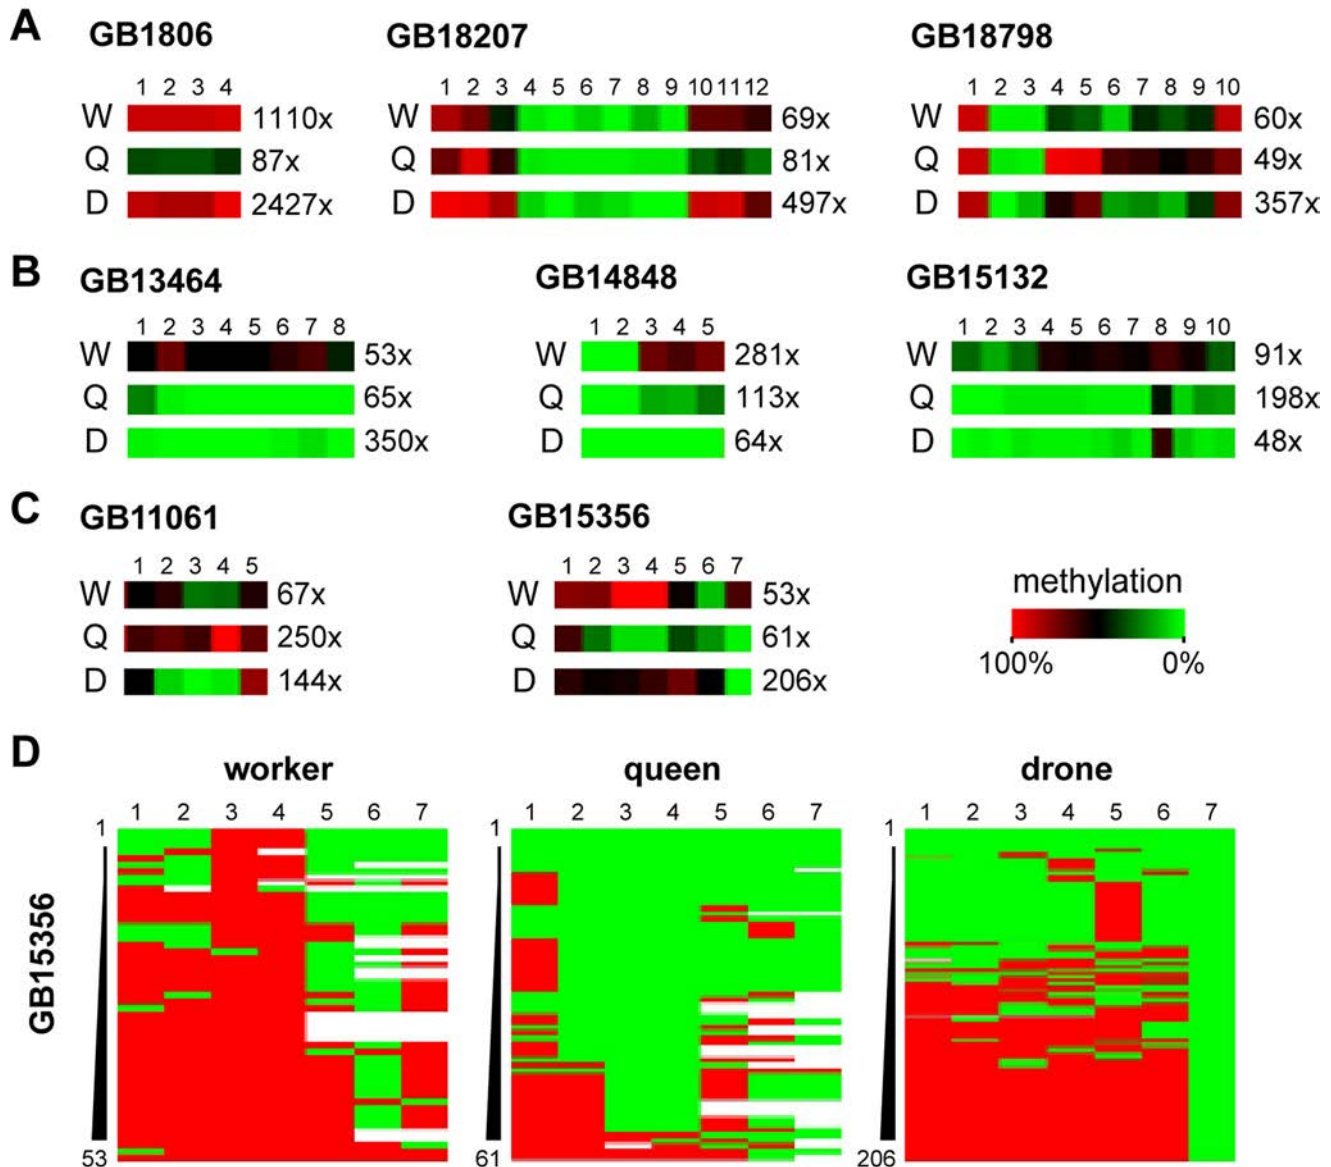 A
GB1806 GB18207 GB18798
1 2 3 4 1 2 3 4 5 6 7 8 9 10 11 12 1 2 3 4 5 6 7 8 9 10
W 1110x W 69x W 60x
Q 87x Q 81x Q 49x
D 2427x D 497x D 357x
B
GB13464 GB14848 GB15132
1 2 3 4 5 6 7 8 1 2 3 4 5 1 2 3 4 5 6 7 8 9 10
W 53x W 281x W 91x
Q 65x Q 113x Q 198x
D 350x D 64x D 48x
C
GB11061 GB15356
1 2 3 4 5 1 2 3 4 5 6 7
W 67x W 53x
Q 250x Q 61x
D 144x D 206x
methylation
100% 0%
D
worker queen drone
1 2 3 4 5 6 7 1 2 3 4 5 6 7 1 2 3 4 5 6 7
1 1 1
GB15356
53 61 206